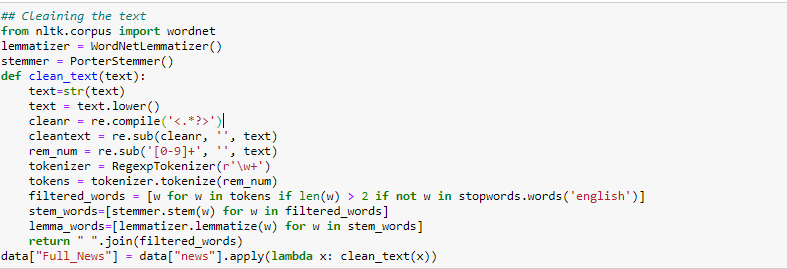 ## Cleaining the text
from nltk.corpus import wordnet
lemmatizer = WordNetLemmatizer()
stemmer = PorterStemmer()
def clean_text(text):
    text=str(text)
    text = text.lower()
    cleanr = re.compile('<.*?>')
    cleantext = re.sub(cleanr, '', text)
    rem_num = re.sub('[0-9]+', '', text)
    tokenizer = RegexpTokenizer(r'\w+')
    tokens = tokenizer.tokenize(rem_num)
    filtered_words = [w for w in tokens if len(w) > 2 if not w in stopwords.words('english')]
    stem_words=[stemmer.stem(w) for w in filtered_words]
    lemma_words=[lemmatizer.lemmatize(w) for w in stem_words]
    return " ".join(filtered_words)
data["Full_News"] = data["news"].apply(lambda x: clean_text(x))